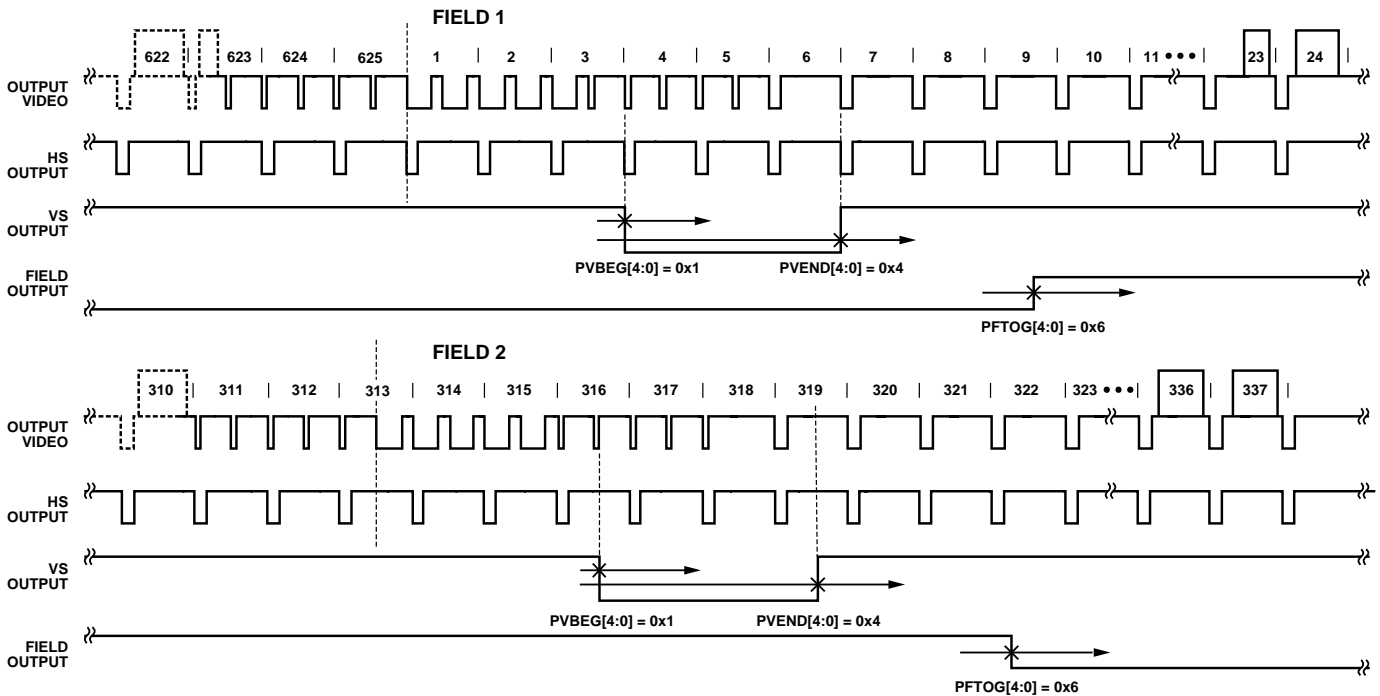 FIELD 1
622 | 623 | 624 | 625 | 1 | 2 | 3 | 4 | 5 | 6 | 7 | 8 | 9 | 10 | 11 ••• | 23 | 24 |
OUTPUT
VIDEO
HS
OUTPUT
VS
OUTPUT
PVBEG[4:0] = 0x1 PVEND[4:0] = 0x4
FIELD
OUTPUT
PFTOG[4:0] = 0x6
FIELD 2
310 | 311 | 312 | 313 | 314 | 315 | 316 | 317 | 318 | 319 | 320 | 321 | 322 | 323 ••• | 336 | 337 |
OUTPUT
VIDEO
HS
OUTPUT
VS
OUTPUT
PVBEG[4:0] = 0x1 PVEND[4:0] = 0x4
FIELD
OUTPUT
PFTOG[4:0] = 0x6